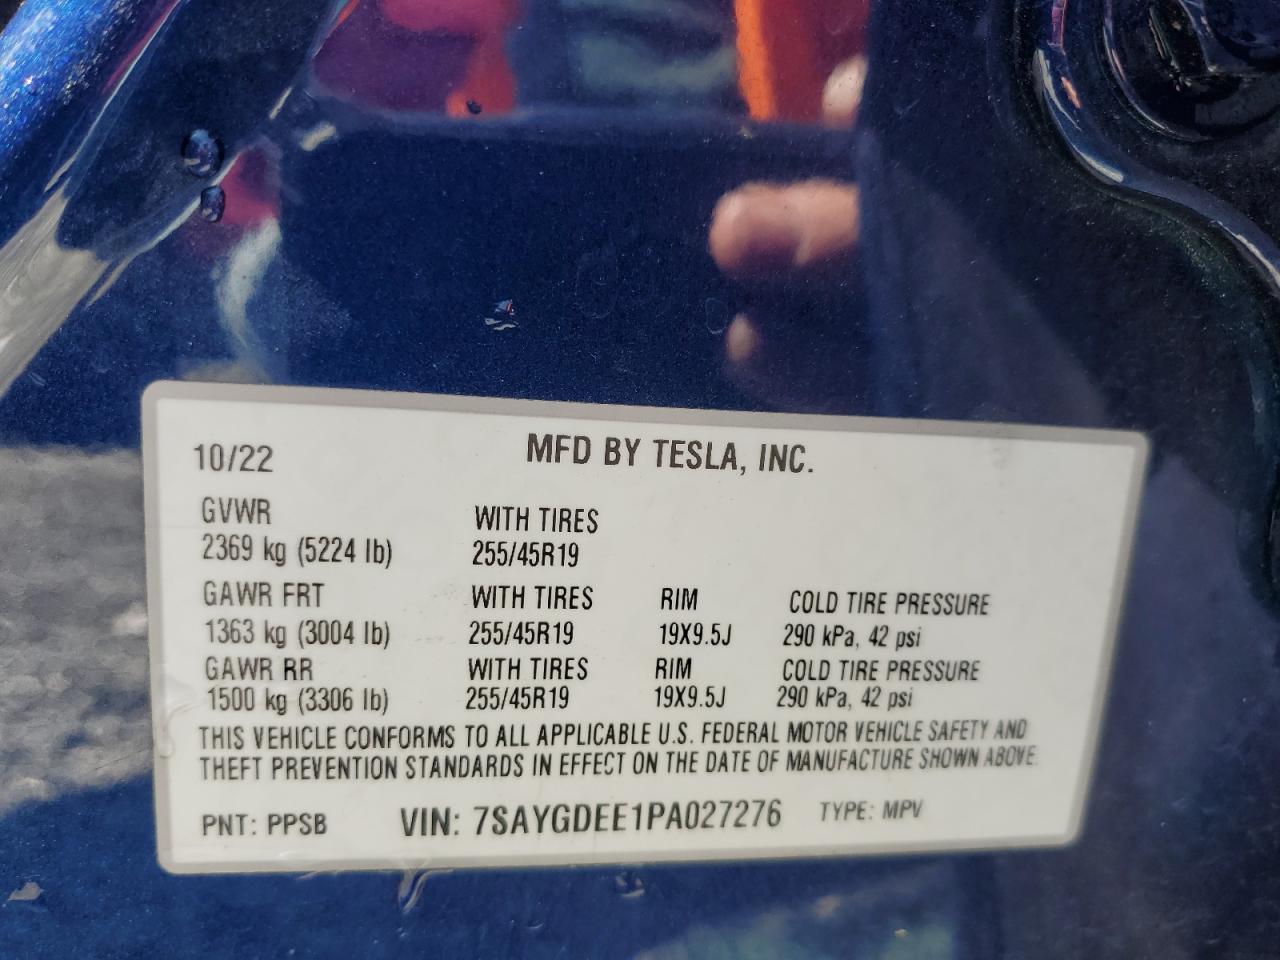 10/22 MFD BY TESLA, INC.
GVWR WITH TIRES
2369 kg (5224 lb) 255/45R19
GAWR FRT WITH TIRES RIM COLD TIRE PRESSURE
1363 kg (3004 lb) 255/45R19 19X9.5J 290 kPa, 42 psi
GAWR RR WITH TIRES RIM COLD TIRE PRESSURE
1500 kg (3306 lb) 255/45R19 19X9.5J 290 kPa, 42 psi
THIS VEHICLE CONFORMS TO ALL APPLICABLE U.S. FEDERAL MOTOR VEHICLE SAFETY AND
THEFT PREVENTION STANDARDS IN EFFECT ON THE DATE OF MANUFACTURE SHOWN ABOVE.
PNT: PPSB VIN: 7SAYGDEE1PA027276 TYPE: MPV